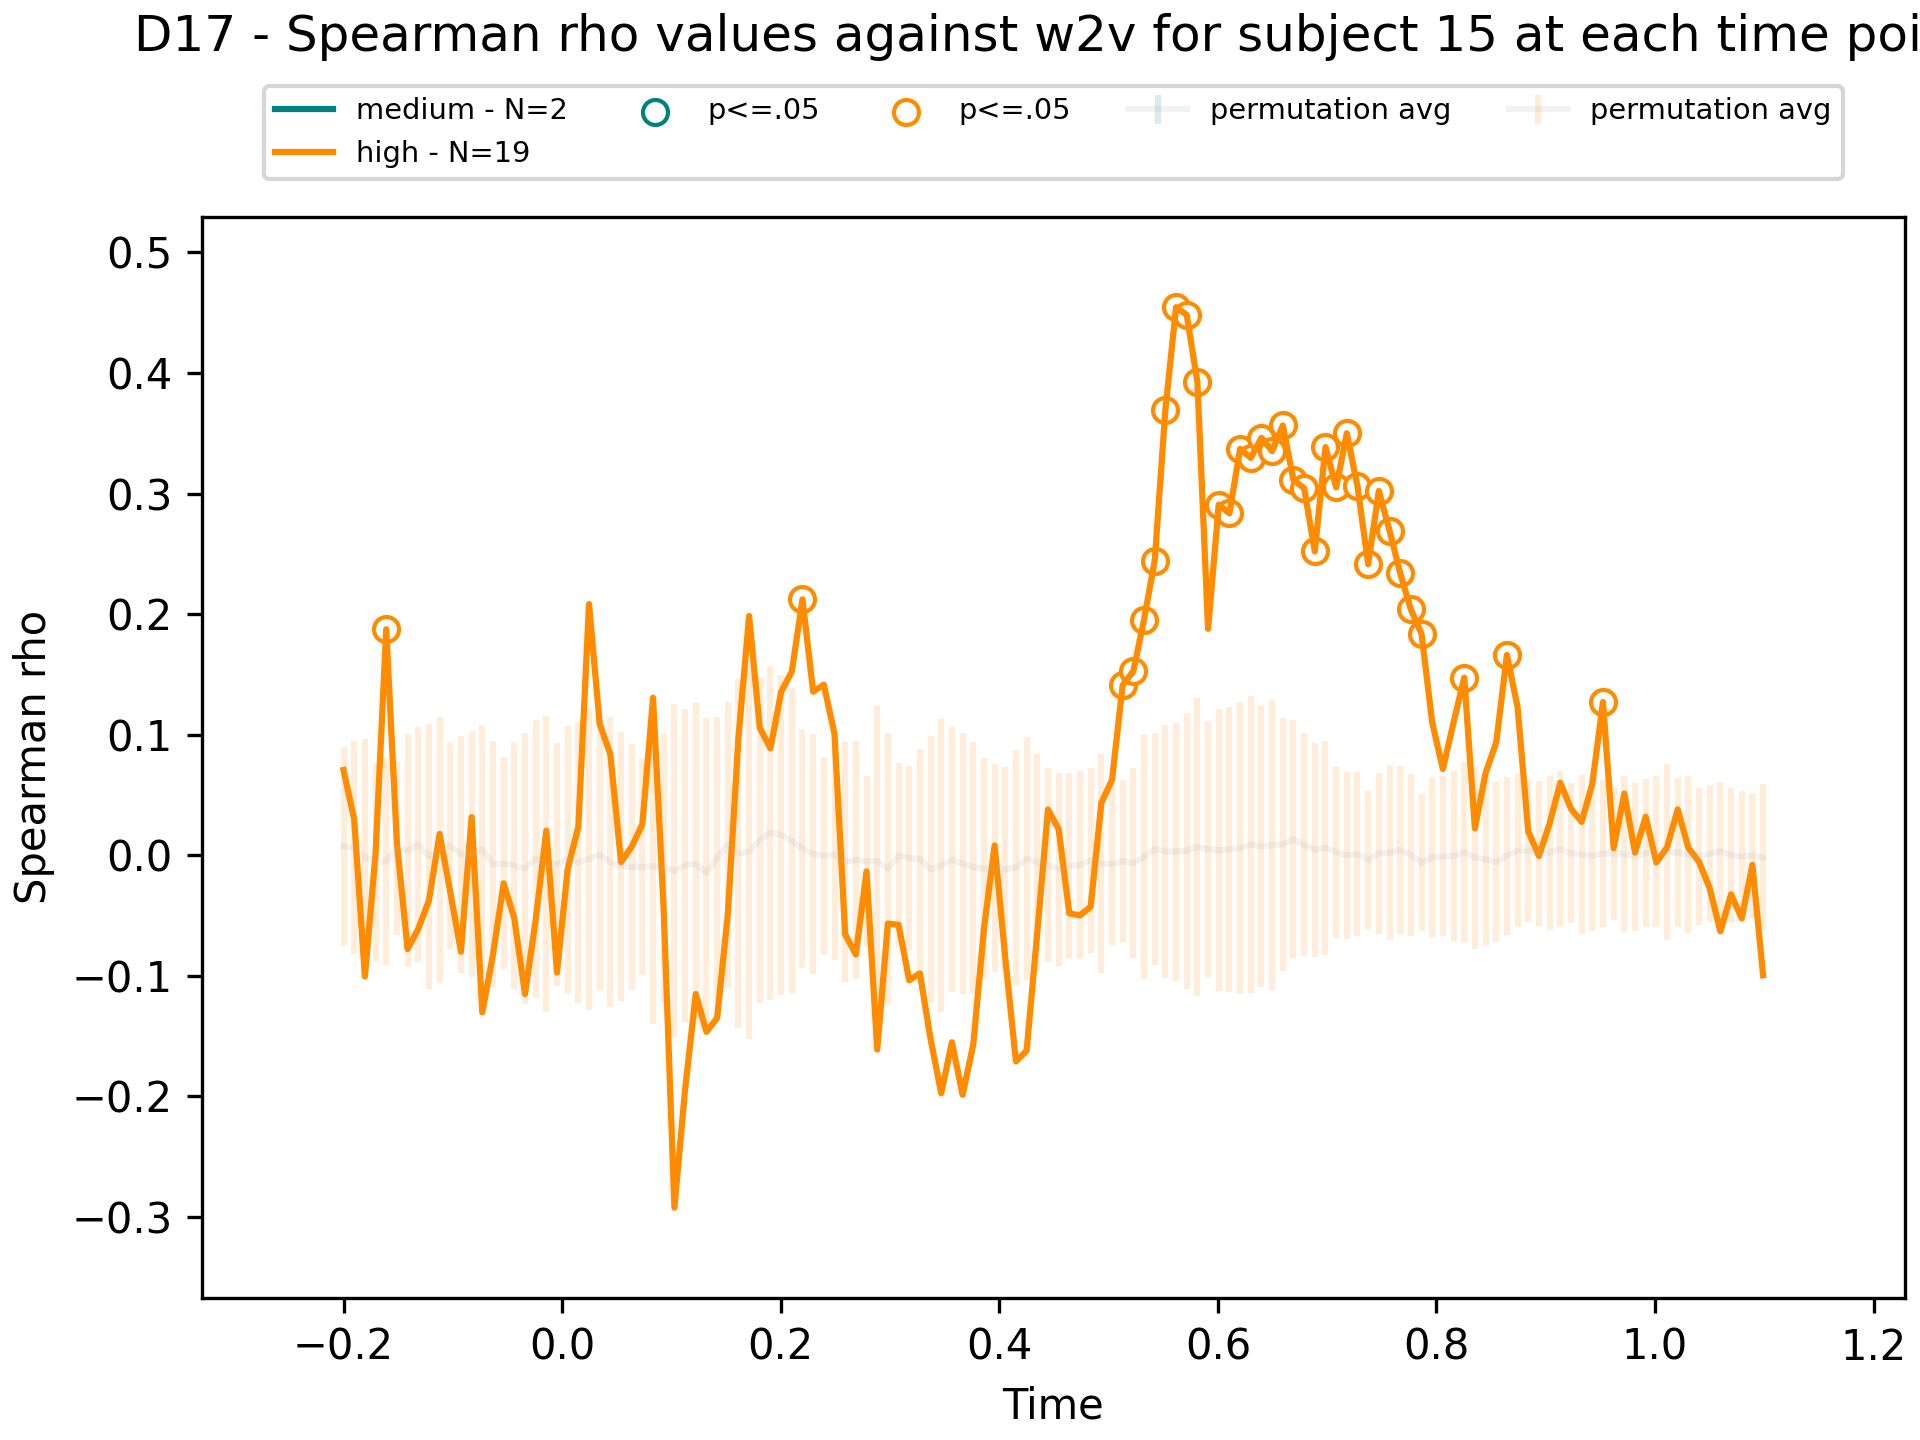 D17 - Spearman rho values against w2v for subject 15 at each time poi
medium - N=2
high - N=19
p<=.05
p<=.05
permutation avg
permutation avg
Spearman rho
0.5
0.4
0.3
0.2
0.1
0.0
−0.1
−0.2
−0.3
−0.2 0.0 0.2 0.4 0.6 0.8 1.0 1.2
Time